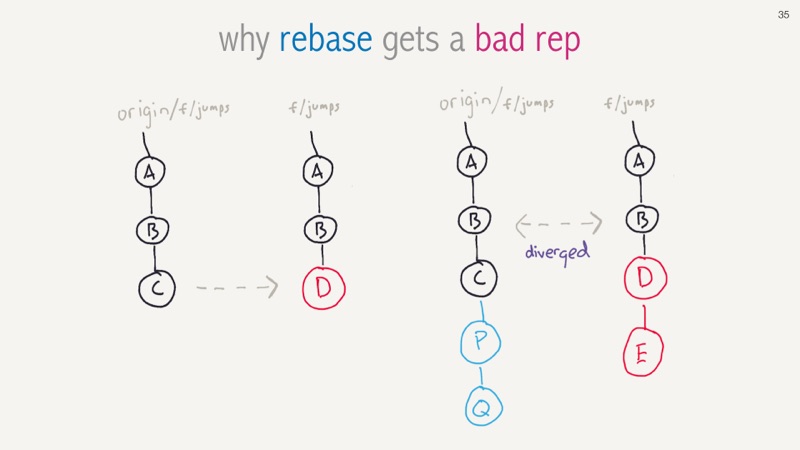 35
why rebase gets a bad rep
origin/f/jumps
f/jumps
A
A
B
B
C
D
origin/f/jumps
f/jumps
A
A
B
B
diverged
C
D
P
E
Q